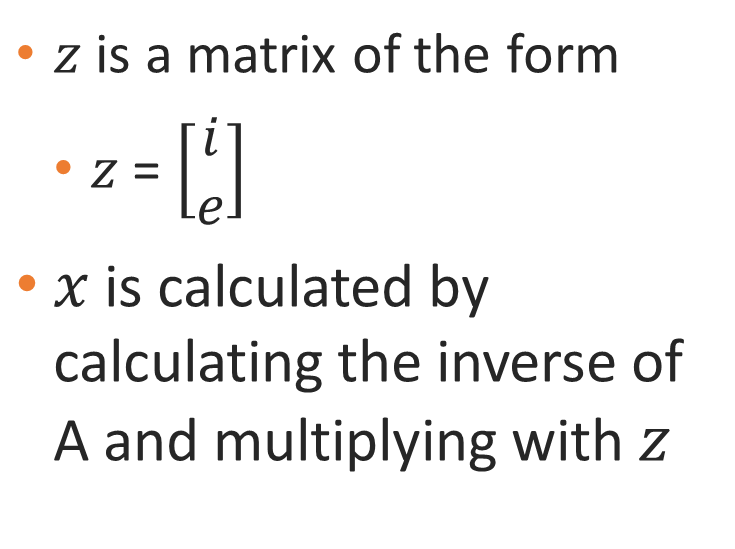 • z is a matrix of the form
• z = [i
e]
• x is calculated by
calculating the inverse of
A and multiplying with z